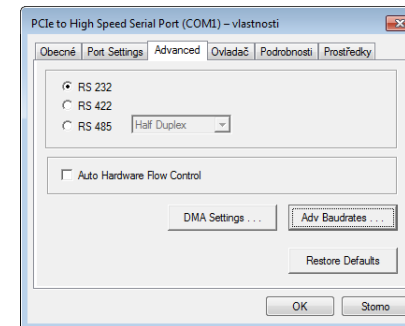 PCIe to High Speed Serial Port (COM1) – vlastnosti
Obecné Port Settings Advanced Ovladač Podrobnosti Prostředky
RS 232
RS 422
RS 485 Half Duplex
Auto Hardware Flow Control
DMA Settings . . . Adv Baudrates . . .
Restore Defaults
OK Storno